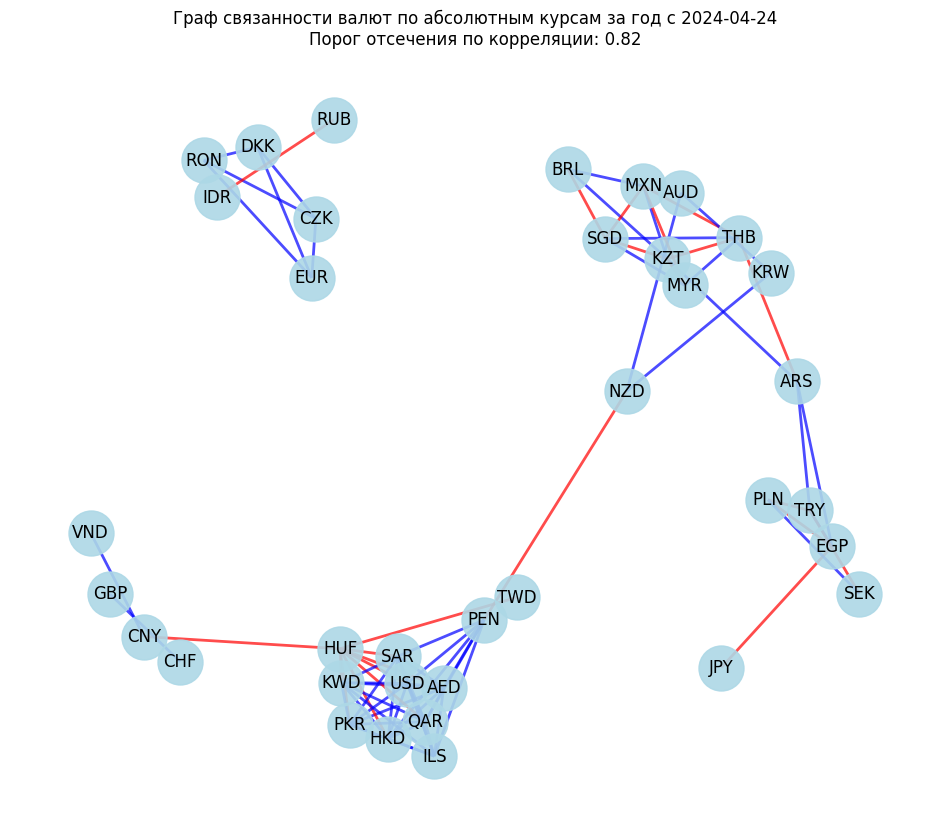 Граф связанности валют по абсолютным курсам за год с 2024-04-24
Порог отсечения по корреляции: 0.82
RUB
DKK
RON
IDR
CZK
EUR
BRL
MXN
AUD
SGD
THB
KZT
KRW
MYR
ARS
NZD
PLN
TRY
VND
EGP
GBP
SEK
TWD
PEN
CNY
HUF
CHF
SAR
JPY
KWD
USD
AED
PKR
QAR
HKD
ILS